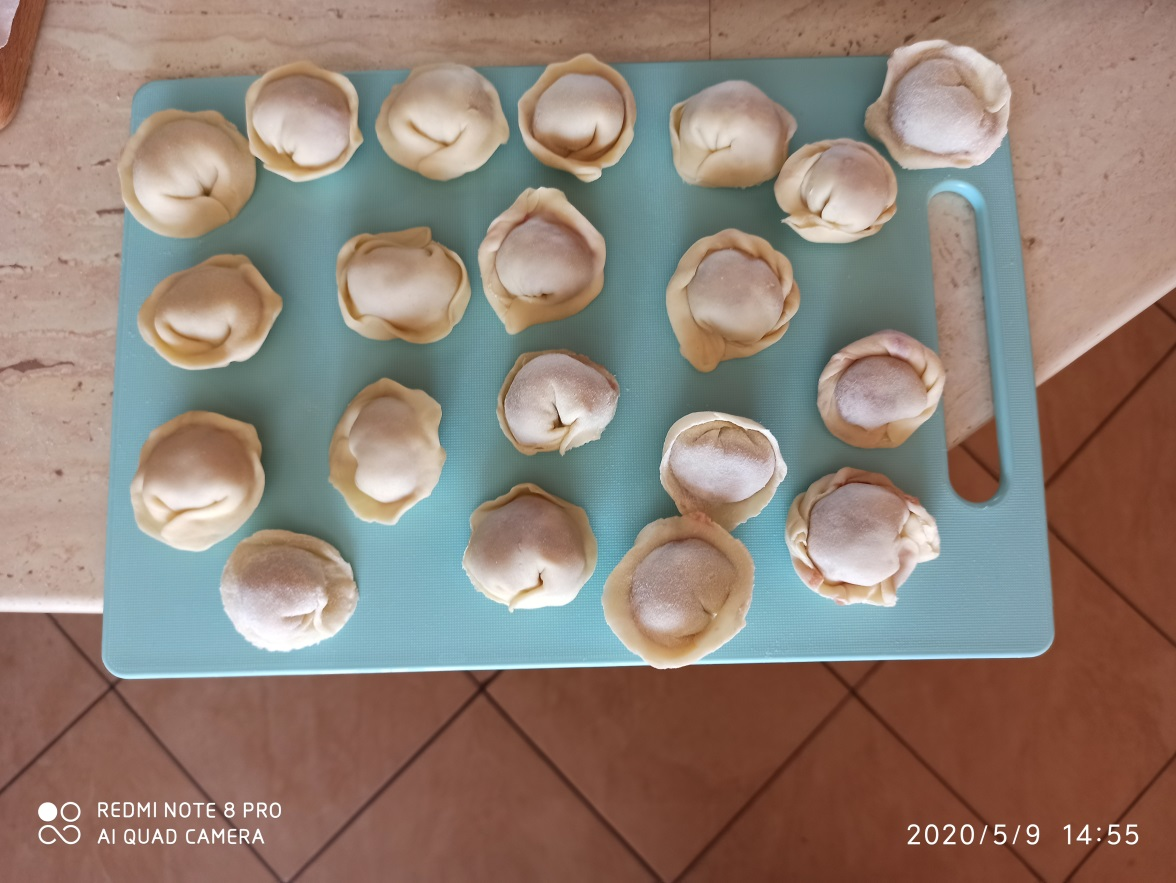 REDMI NOTE 8 PRO
AI QUAD CAMERA
2020/5/9 14:55